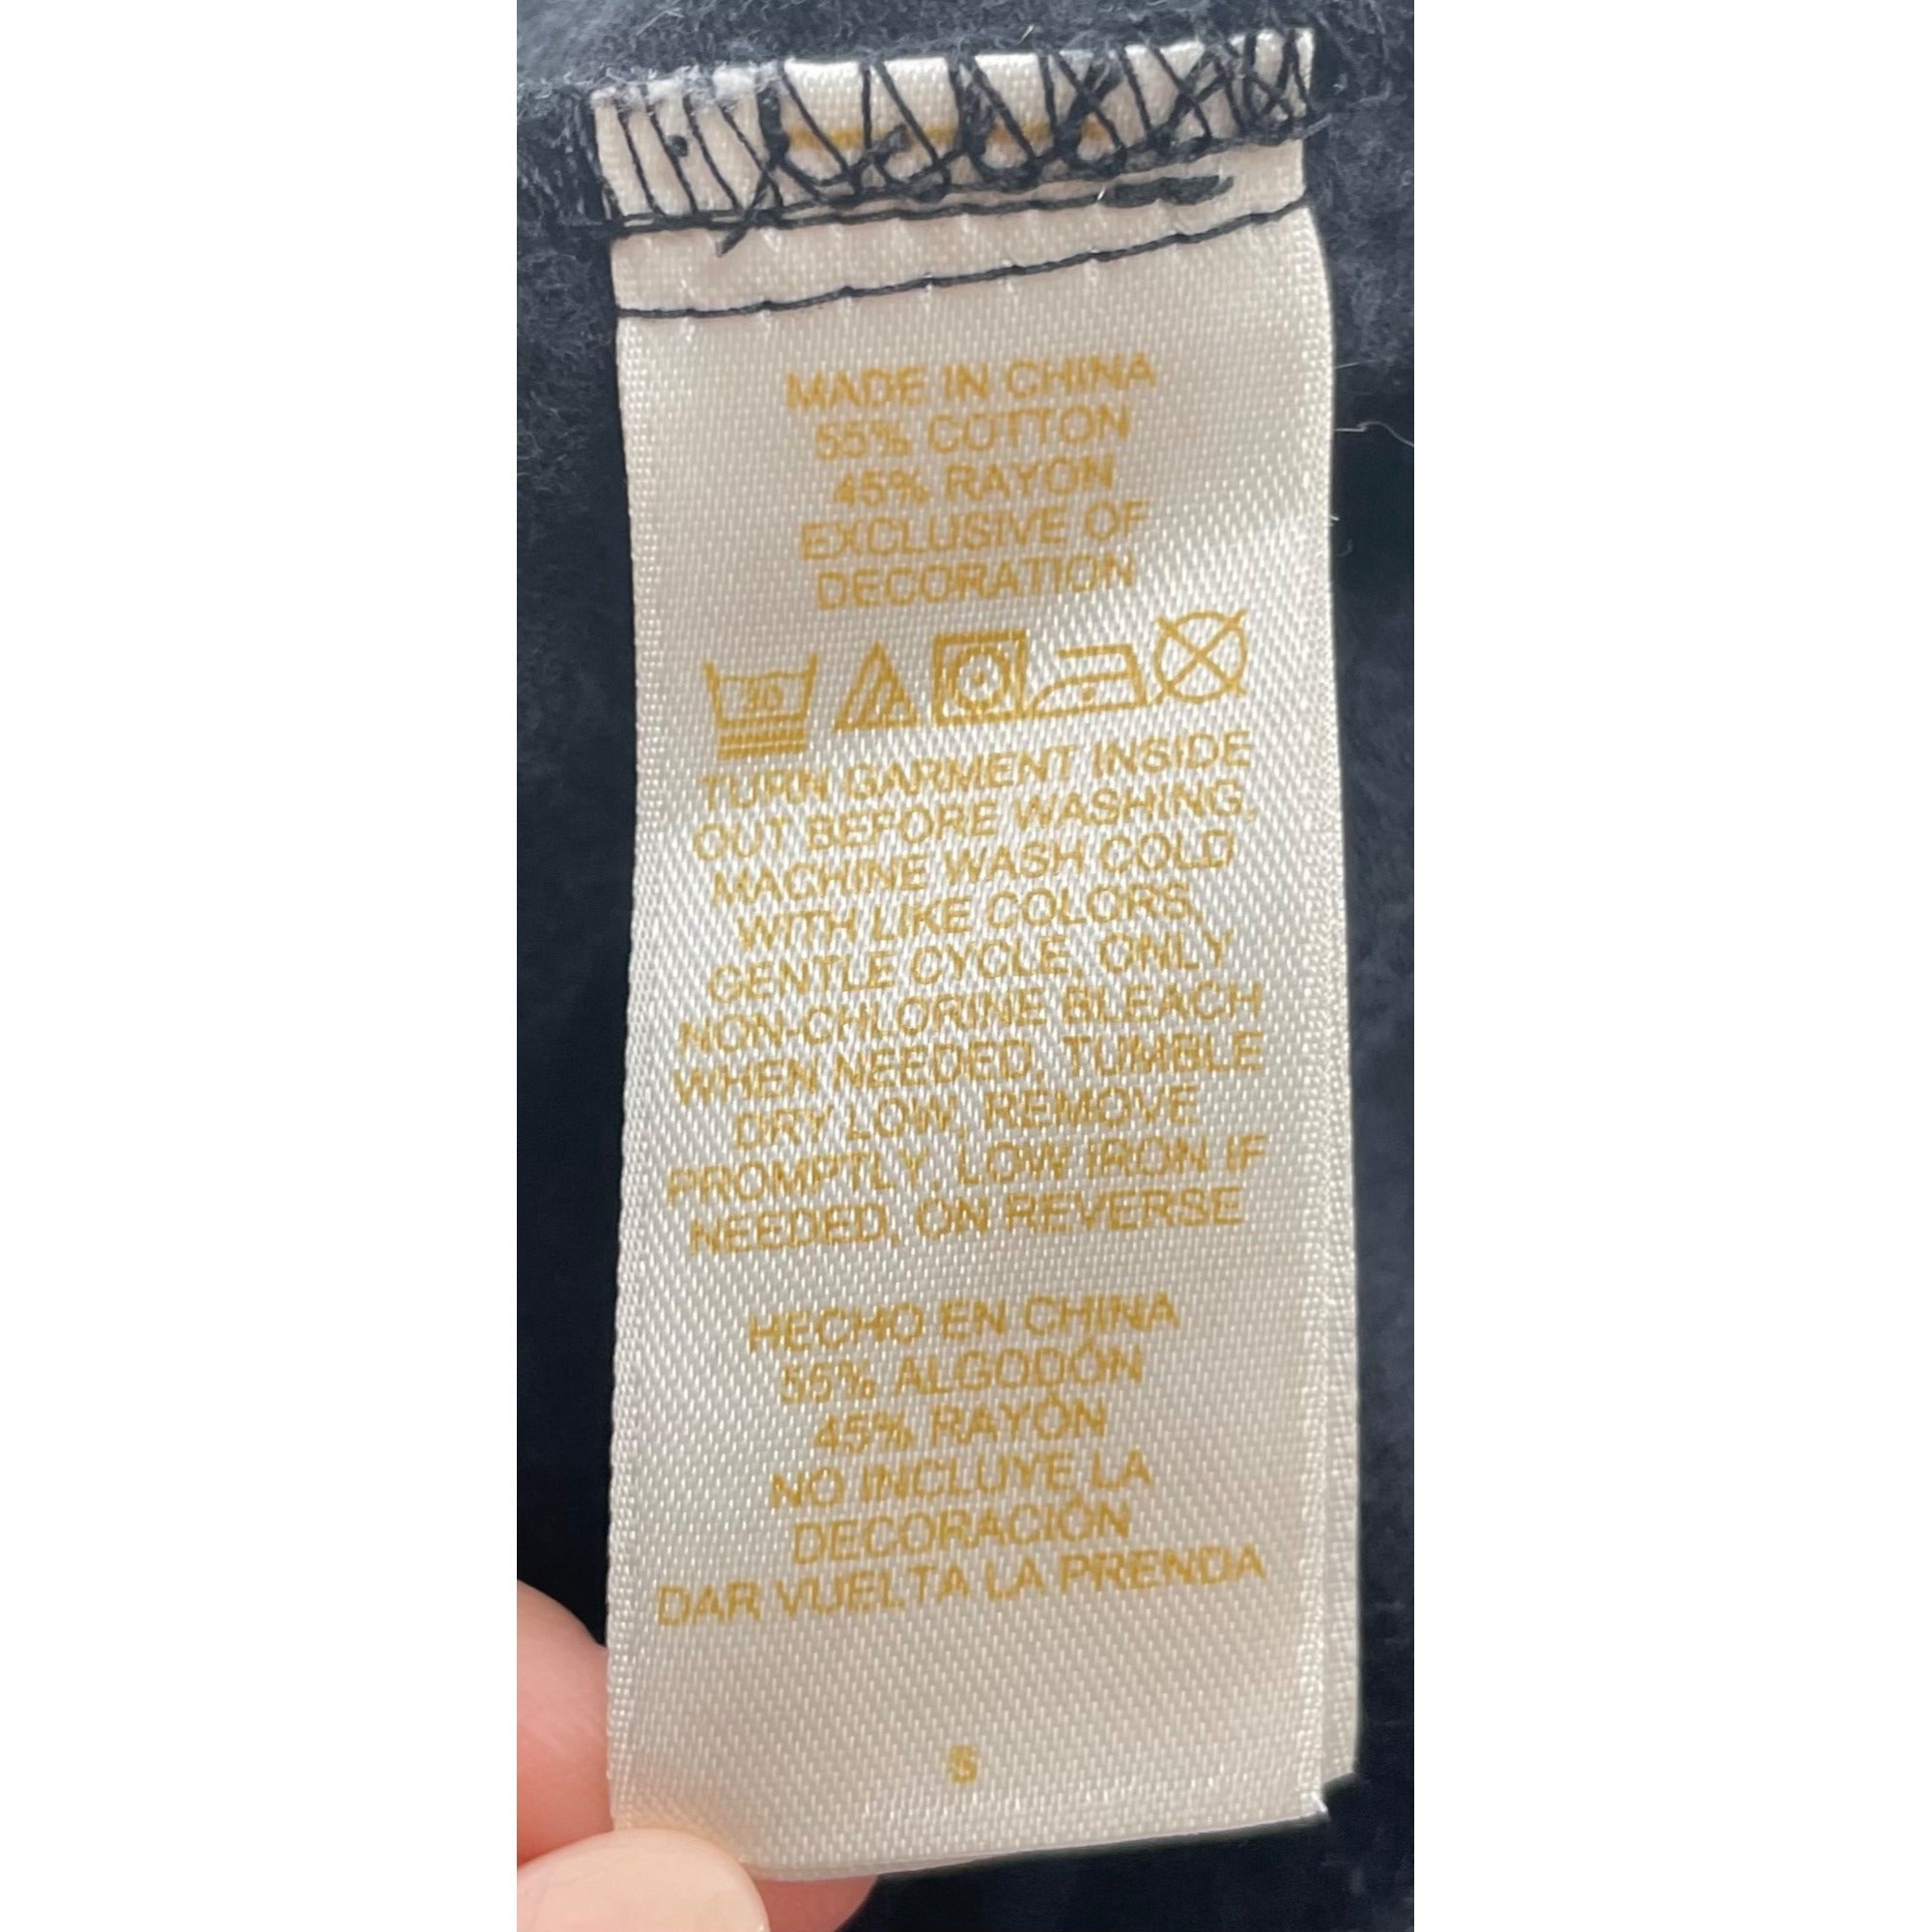 MADE IN CHINA
55% COTTON
45% RAYON
EXCLUSIVE OF
DECORATION
30
TURN GARMENT INSIDE
OUT BEFORE WASHING,
MACHINE WASH COLD
WITH LIKE COLORS,
GENTLE CYCLE, ONLY
NON-CHLORINE BLEACH
WHEN NEEDED, TUMBLE
DRY LOW, REMOVE
PROMPTLY, LOW IRON IF
NEEDED, ON REVERSE
HECHO EN CHINA
55% ALGODÓN
45% RAYÓN
NO INCLUYE LA
DECORACIÓN
DAR VUELTA LA PRENDA
S